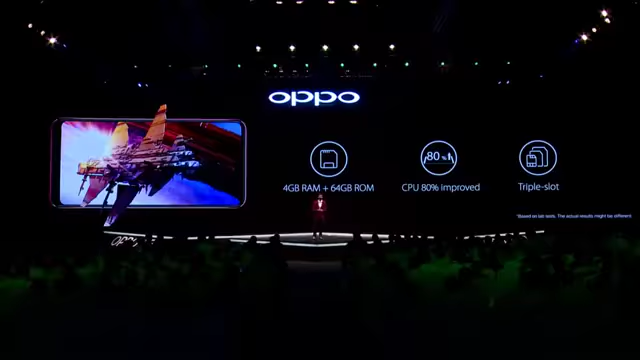 oppo
80 %
4GB RAM + 64GB ROM
CPU 80% improved
Triple-slot
*Based on lab tests. The actual results might be different.
oppo